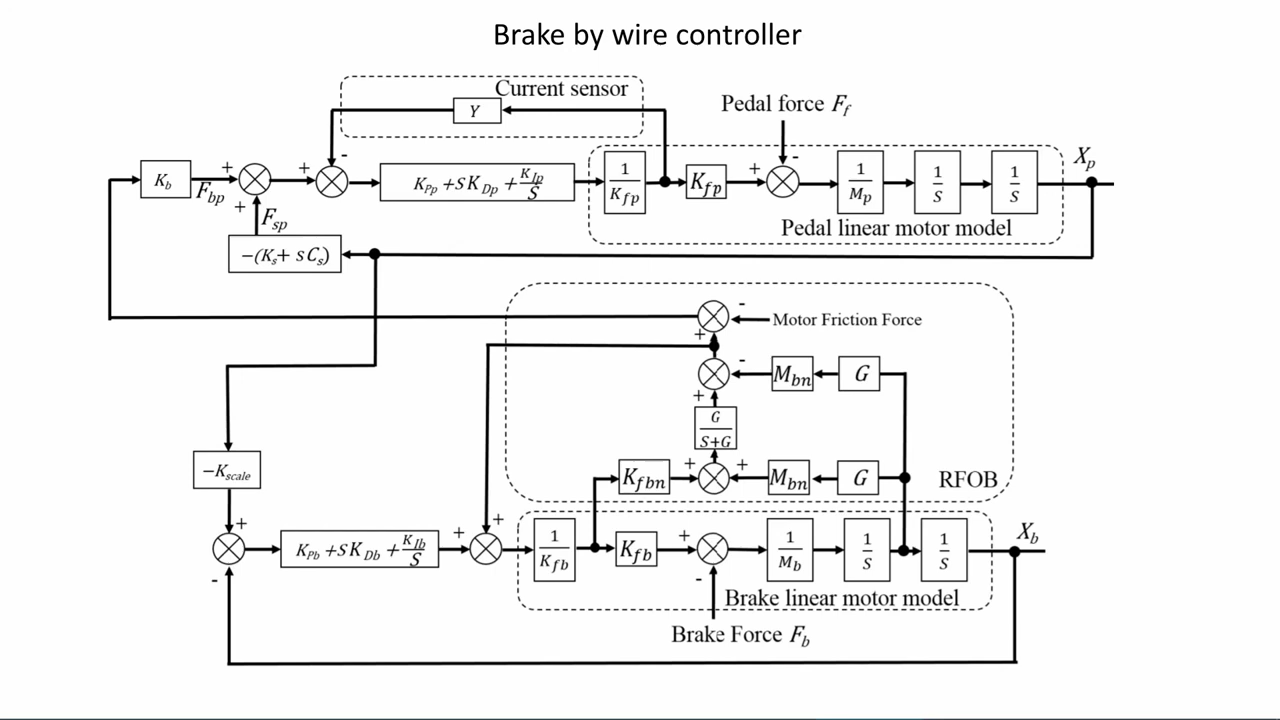 Brake by wire controller
Current sensor
Y
Pedal force F_f
-
-
X_p
K_b
+
F_bp
+
K_Pp + sK_Dp + K_Ip/S
1/K_fp
K_fp
+
1/M_p
1/S
1/S
+
F_sp
Pedal linear motor model
-(K_s + sC_s)
-
Motor Friction Force
+
-
M_bn
G
+
G/(S+G)
-K_scale
K_fbn
+
+
M_bn
G
RFOB
+
+
+
K_Pb + sK_Db + K_Ib/S
1/K_fb
K_fb
+
1/M_b
1/S
1/S
X_b
-
-
Brake linear motor model
Brake Force F_b